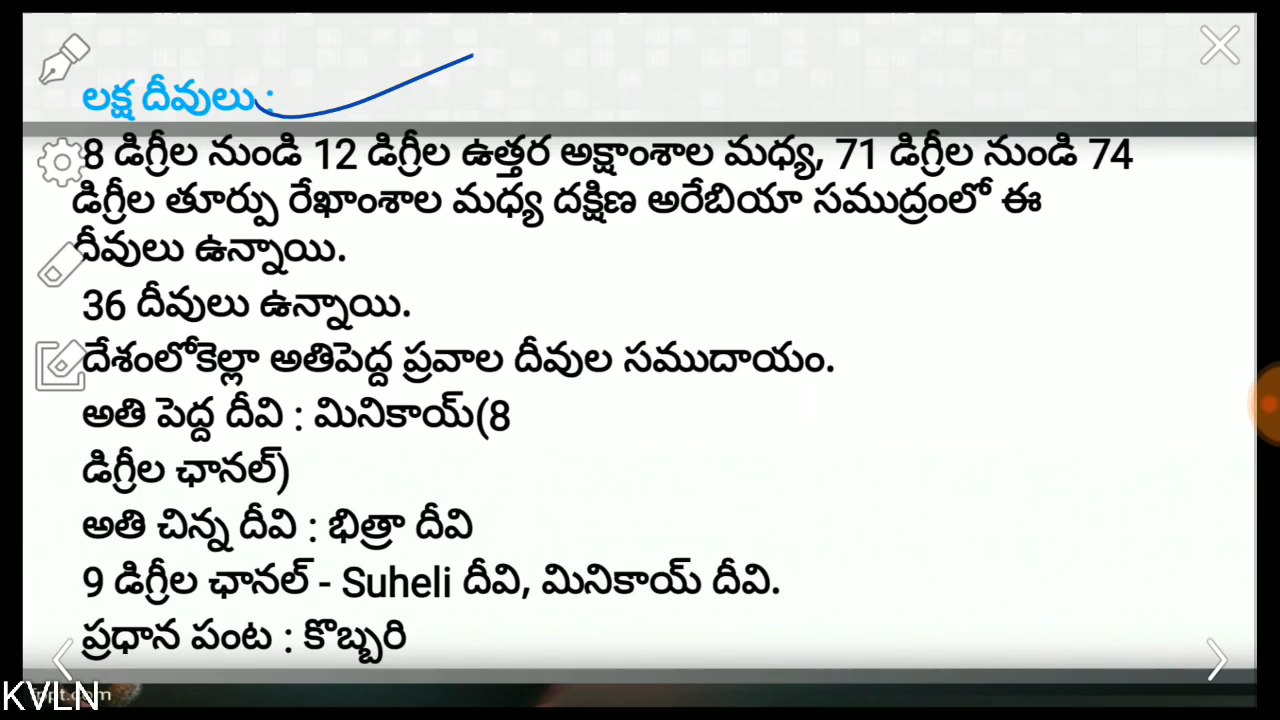 లక్ష దీవులు :
8 డిగ్రీల నుండి 12 డిగ్రీల ఉత్తర అక్షాంశాల మధ్య, 71 డిగ్రీల నుండి 74
డిగ్రీల తూర్పు రేఖాంశాల మధ్య దక్షిణ అరేబియా సముద్రంలో ఈ
దీవులు ఉన్నాయి.
36 దీవులు ఉన్నాయి.
దేశంలోకెల్లా అతిపెద్ద ప్రవాల దీవుల సముదాయం.
అతి పెద్ద దీవి : మినికాయ్(8
డిగ్రీల ఛానల్)
అతి చిన్న దీవి : భిత్రా దీవి
9 డిగ్రీల ఛానల్ - Suheli దీవి, మినికాయ్ దీవి.
ప్రధాన పంట : కొబ్బరి
KVLN